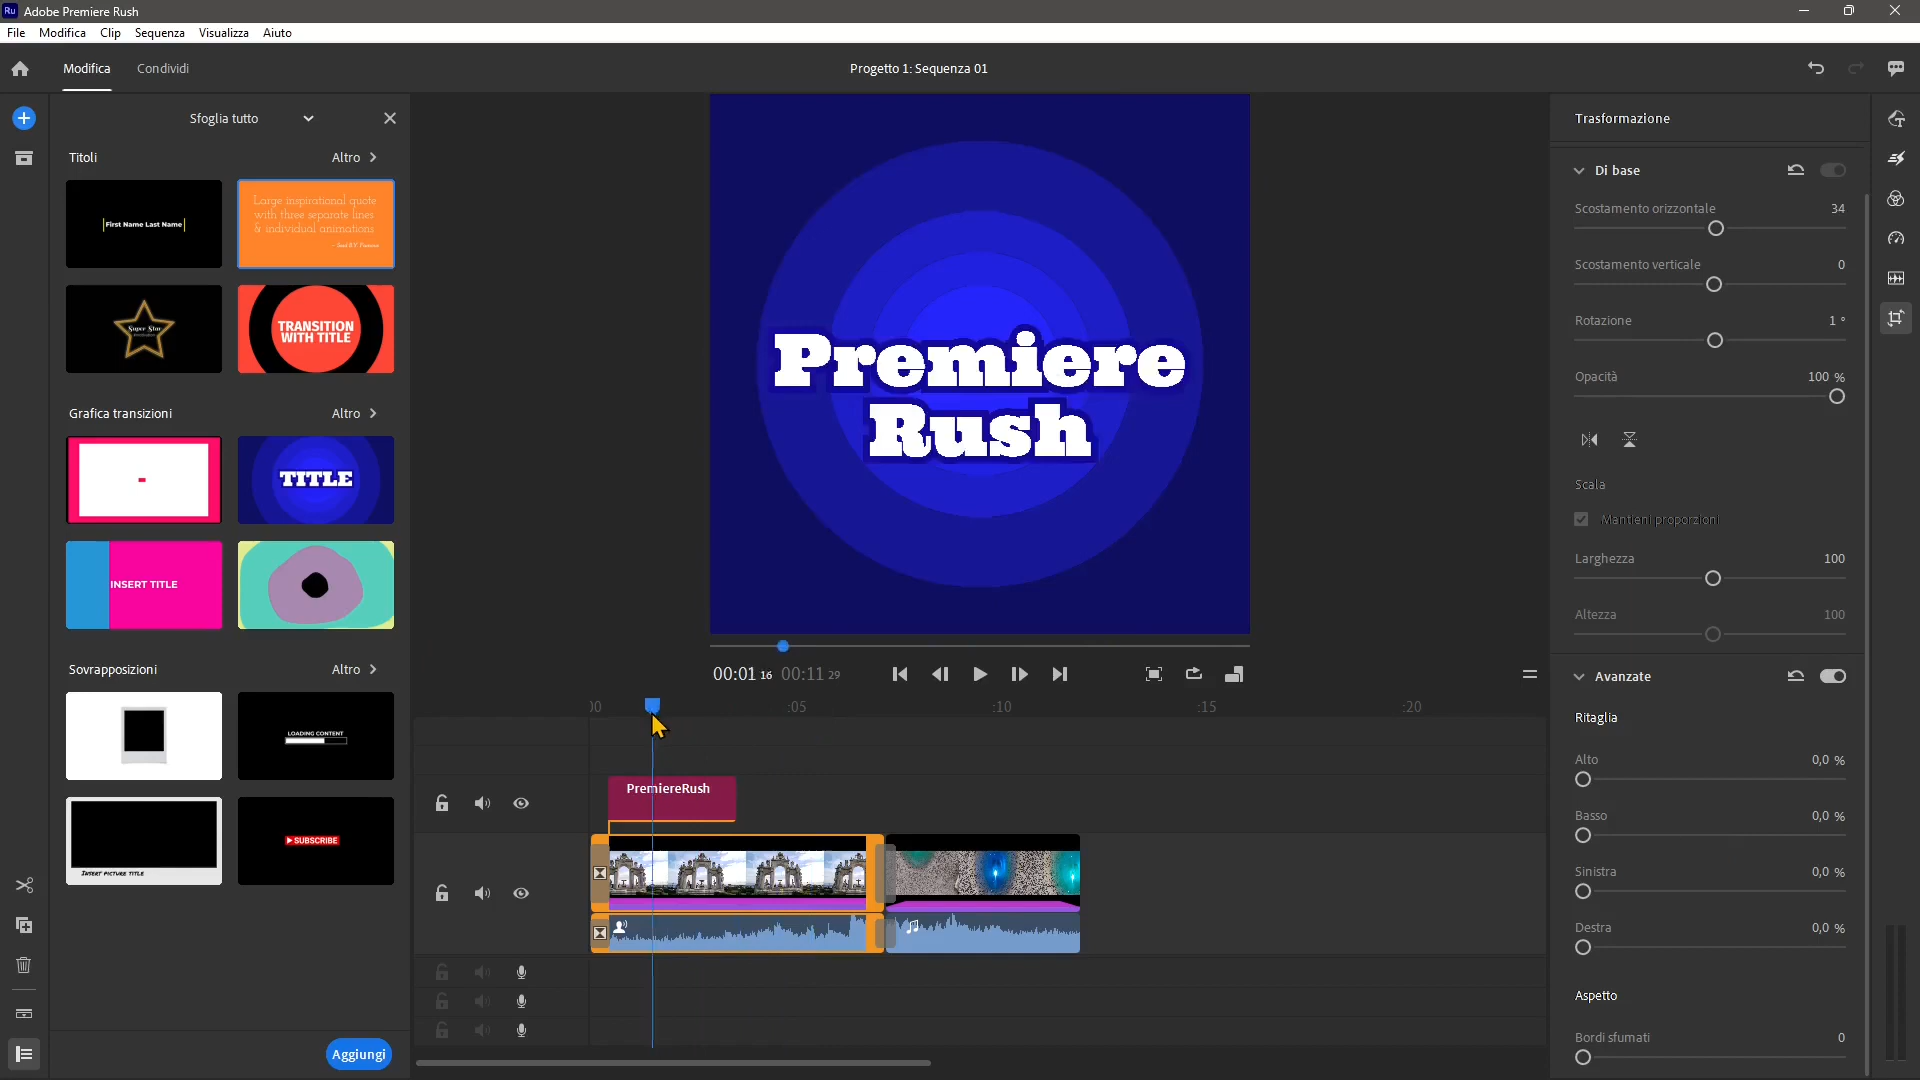 Ru Adobe Premiere Rush
File Modifica Clip Sequenza Visualizza Aiuto
Modifica Condividi Progetto 1: Sequenza 01
Sfoglia tutto
Titoli Altro
First Name Last Name
Large inspirational quote
with three separate lines
& individual animations
Super Star
TRANSITION
WITH TITLE
Grafica transizioni Altro
TITLE
INSERT TITLE
Sovrapposizioni Altro
LOADING CONTENT
INSERT PICTURE TITLE
SUBSCRIBE
Aggiungi
Premiere
Rush
00:01 16 00:11 29
:00 :05 :10 :15 :20
PremiereRush
Trasformazione
Di base
Scostamento orizzontale 34
Scostamento verticale 0
Rotazione 1 °
Opacità 100 %
Scala
Mantieni proporzioni
Larghezza 100
Altezza 100
Avanzate
Ritaglia
Alto 0,0 %
Basso 0,0 %
Sinistra 0,0 %
Destra 0,0 %
Aspetto
Bordi sfumati 0